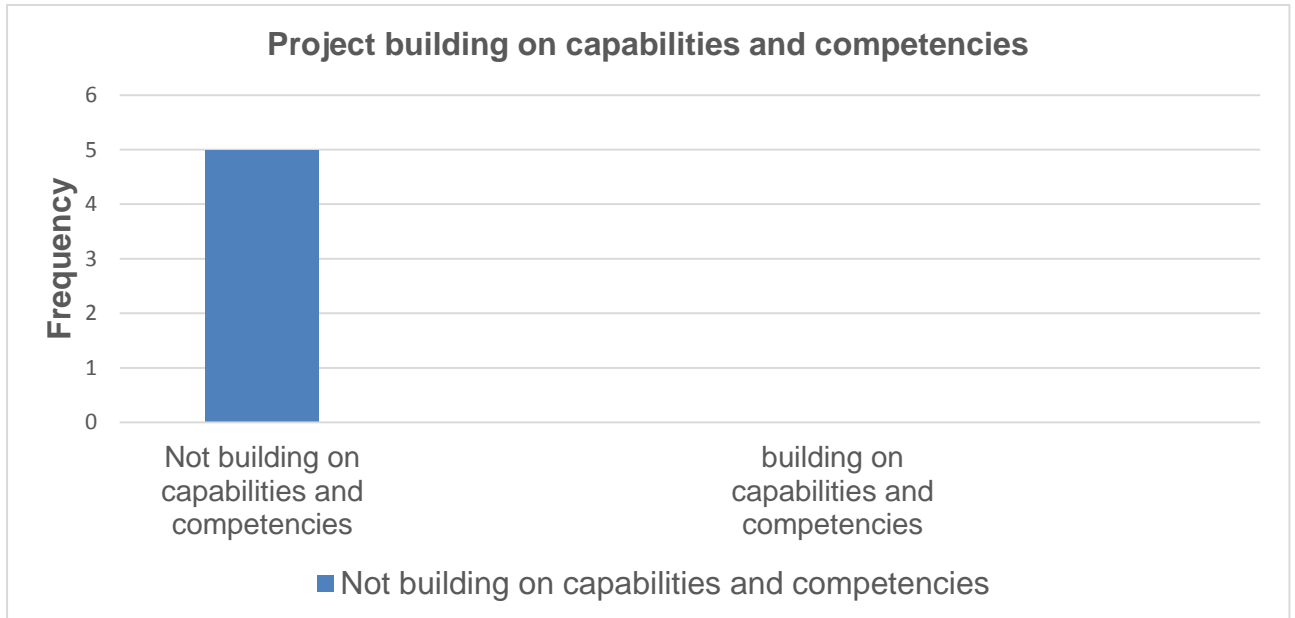 Project building on capabilities and competencies
6
5
4
3
2
1
0
Frequency
Not building on
capabilities and
competencies
building on
capabilities and
competencies
Not building on capabilities and competencies